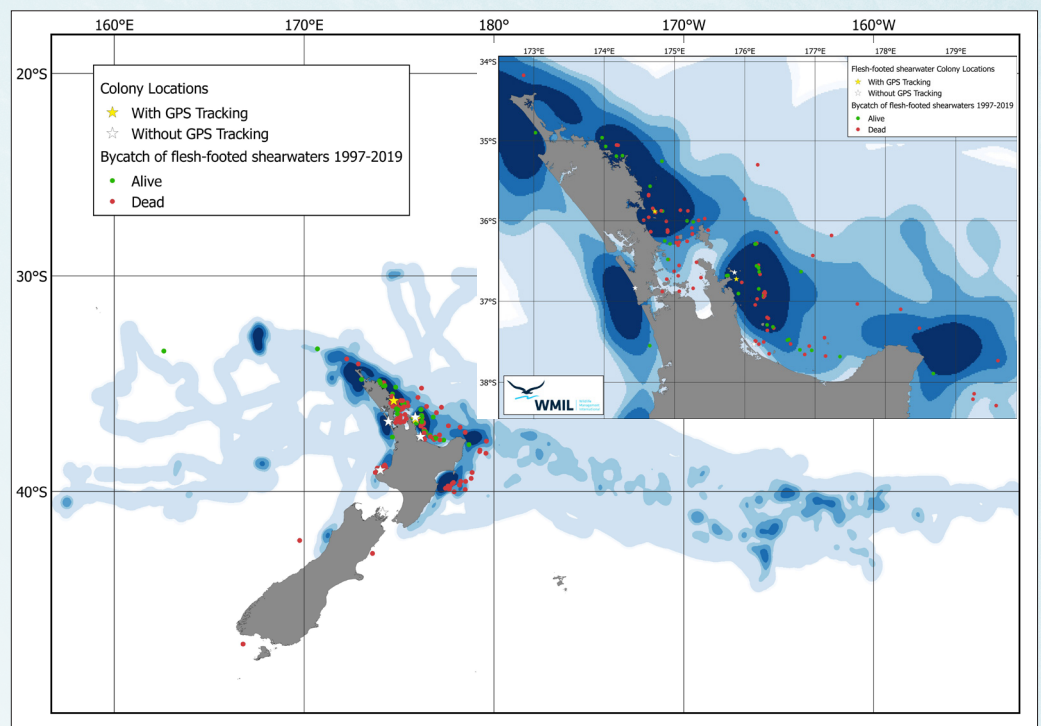 160°E 170°E 180° 170°W 160°W
20°S
30°S
40°S
Colony Locations
With GPS Tracking
Without GPS Tracking
Bycatch of flesh-footed shearwaters 1997-2019
Alive
Dead
173°E 174°E 175°E 176°E 177°E 178°E 179°E
34°S
35°S
36°S
37°S
38°S
Flesh-footed shearwater Colony Locations
With GPS Tracking
Without GPS Tracking
Bycatch of flesh-footed shearwaters 1997-2019
Alive
Dead
WMIL
Wildlife
Management
International